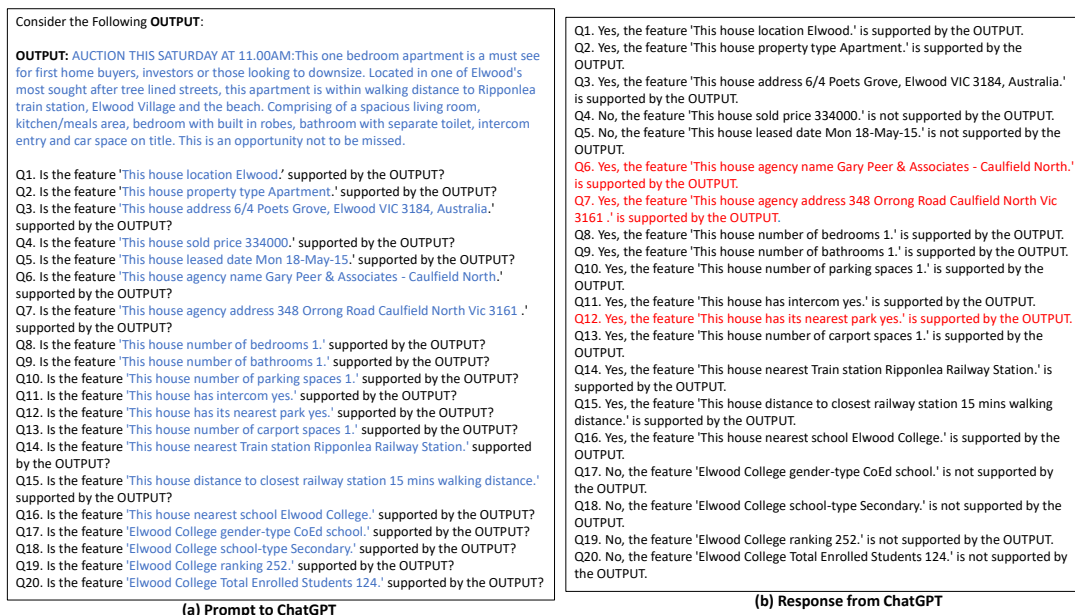 Consider the Following OUTPUT:
OUTPUT: AUCTION THIS SATURDAY AT 11.00AM:This one bedroom apartment is a must see
for first home buyers, investors or those looking to downsize. Located in one of Elwood's
most sought after tree lined streets, this apartment is within walking distance to Ripponlea
train station, Elwood Village and the beach. Comprising of a spacious living room,
kitchen/meals area, bedroom with built in robes, bathroom with separate toilet, intercom
entry and car space on title. This is an opportunity not to be missed.
Q1. Is the feature 'This house location Elwood.' supported by the OUTPUT?
Q2. Is the feature 'This house property type Apartment.' supported by the OUTPUT?
Q3. Is the feature 'This house address 6/4 Poets Grove, Elwood VIC 3184, Australia.'
supported by the OUTPUT?
Q4. Is the feature 'This house sold price 334000.' supported by the OUTPUT?
Q5. Is the feature 'This house leased date Mon 18-May-15.' supported by the OUTPUT?
Q6. Is the feature 'This house agency name Gary Peer & Associates - Caulfield North.'
supported by the OUTPUT?
Q7. Is the feature 'This house agency address 348 Orrong Road Caulfield North Vic 3161 .'
supported by the OUTPUT?
Q8. Is the feature 'This house number of bedrooms 1.' supported by the OUTPUT?
Q9. Is the feature 'This house number of bathrooms 1.' supported by the OUTPUT?
Q10. Is the feature 'This house number of parking spaces 1.' supported by the OUTPUT?
Q11. Is the feature 'This house has intercom yes.' supported by the OUTPUT?
Q12. Is the feature 'This house has its nearest park yes.' supported by the OUTPUT?
Q13. Is the feature 'This house number of carport spaces 1.' supported by the OUTPUT?
Q14. Is the feature 'This house nearest Train station Ripponlea Railway Station.' supported
by the OUTPUT?
Q15. Is the feature 'This house distance to closest railway station 15 mins walking distance.'
supported by the OUTPUT?
Q16. Is the feature 'This house nearest school Elwood College.' supported by the OUTPUT?
Q17. Is the feature 'Elwood College gender-type CoEd school.' supported by the OUTPUT?
Q18. Is the feature 'Elwood College school-type Secondary.' supported by the OUTPUT?
Q19. Is the feature 'Elwood College ranking 252.' supported by the OUTPUT?
Q20. Is the feature 'Elwood College Total Enrolled Students 124.' supported by the OUTPUT?
(a) Prompt to ChatGPT
Q1. Yes, the feature 'This house location Elwood.' is supported by the OUTPUT.
Q2. Yes, the feature 'This house property type Apartment.' is supported by the
OUTPUT.
Q3. Yes, the feature 'This house address 6/4 Poets Grove, Elwood VIC 3184, Australia.'
is supported by the OUTPUT.
Q4. No, the feature 'This house sold price 334000.' is not supported by the OUTPUT.
Q5. No, the feature 'This house leased date Mon 18-May-15.' is not supported by the
OUTPUT.
Q6. Yes, the feature 'This house agency name Gary Peer & Associates - Caulfield North.'
is supported by the OUTPUT.
Q7. Yes, the feature 'This house agency address 348 Orrong Road Caulfield North Vic
3161 .' is supported by the OUTPUT.
Q8. Yes, the feature 'This house number of bedrooms 1.' is supported by the OUTPUT.
Q9. Yes, the feature 'This house number of bathrooms 1.' is supported by the OUTPUT.
Q10. Yes, the feature 'This house number of parking spaces 1.' is supported by the
OUTPUT.
Q11. Yes, the feature 'This house has intercom yes.' is supported by the OUTPUT.
Q12. Yes, the feature 'This house has its nearest park yes.' is supported by the OUTPUT.
Q13. Yes, the feature 'This house number of carport spaces 1.' is supported by the
OUTPUT.
Q14. Yes, the feature 'This house nearest Train station Ripponlea Railway Station.' is
supported by the OUTPUT.
Q15. Yes, the feature 'This house distance to closest railway station 15 mins walking
distance.' is supported by the OUTPUT.
Q16. Yes, the feature 'This house nearest school Elwood College.' is supported by the
OUTPUT.
Q17. No, the feature 'Elwood College gender-type CoEd school.' is not supported by
the OUTPUT.
Q18. No, the feature 'Elwood College school-type Secondary.' is not supported by the
OUTPUT.
Q19. No, the feature 'Elwood College ranking 252.' is not supported by the OUTPUT.
Q20. No, the feature 'Elwood College Total Enrolled Students 124.' is not supported by
the OUTPUT.
(b) Response from ChatGPT